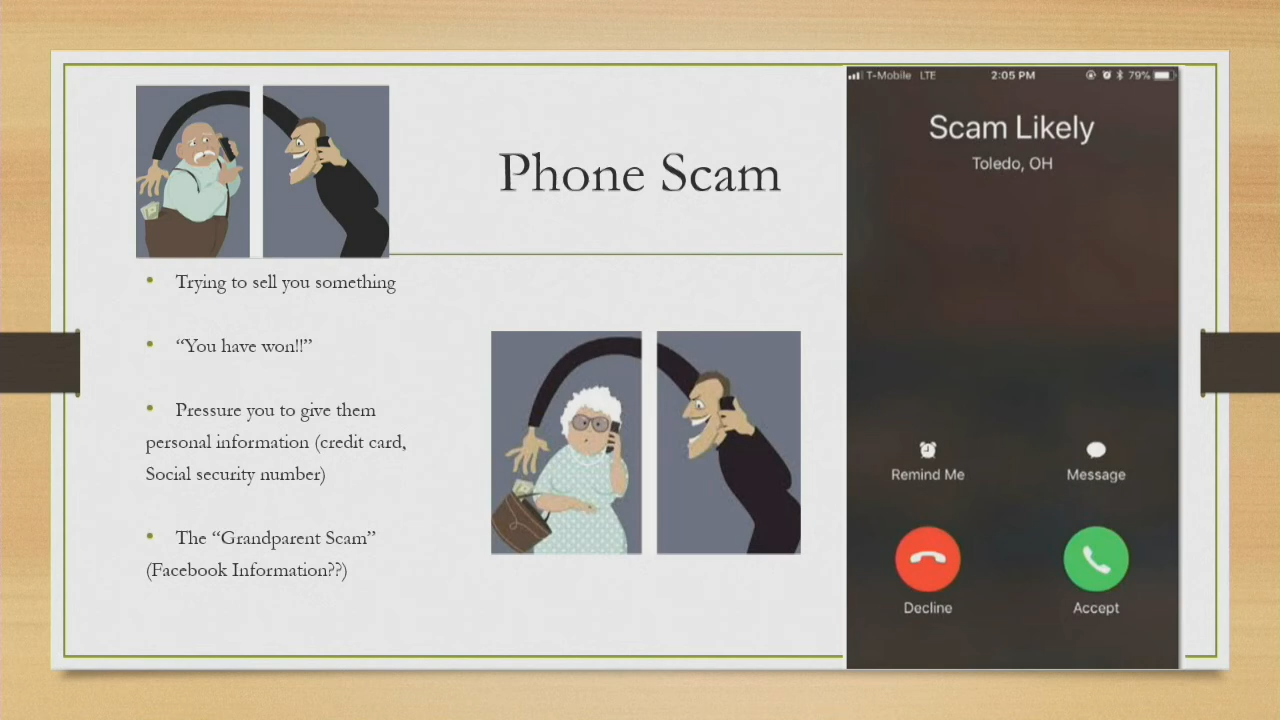 Phone Scam
• Trying to sell you something
• “You have won!!”
• Pressure you to give them
personal information (credit card,
Social security number)
• The “Grandparent Scam”
(Facebook Information??)
T-Mobile LTE 2:05 PM 79%
Scam Likely
Toledo, OH
Remind Me Message
Decline Accept